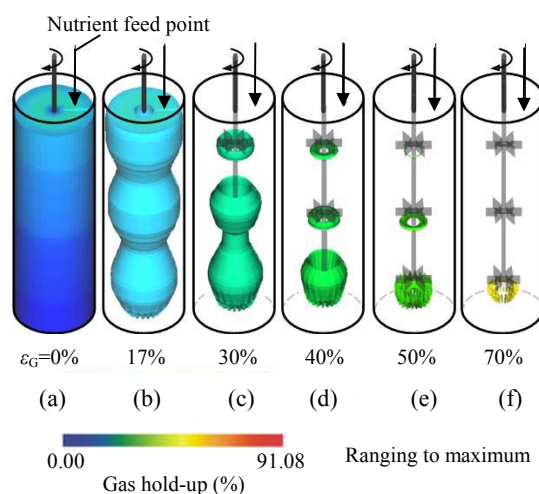 Nutrient feed point
εG=0% 17% 30% 40% 50% 70%
(a) (b) (c) (d) (e) (f)
0.00 91.08 Ranging to maximum
Gas hold-up (%)